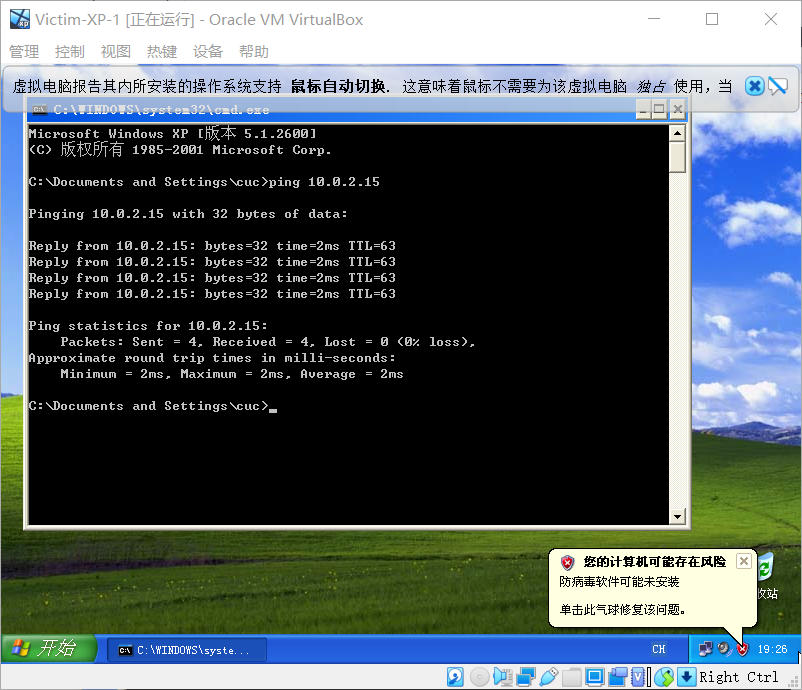 Victim-XP-1 [正在运行] - Oracle VM VirtualBox
管理 控制 视图 热键 设备 帮助
虚拟电脑报告其内所安装的操作系统支持 鼠标自动切换. 这意味着鼠标不需要为该虚拟电脑 独占 使用，当
C:\WINDOWS\system32\cmd.exe
Microsoft Windows XP [版本 5.1.2600]
(C) 版权所有 1985-2001 Microsoft Corp.
C:\Documents and Settings\cuc>ping 10.0.2.15
Pinging 10.0.2.15 with 32 bytes of data:
Reply from 10.0.2.15: bytes=32 time=2ms TTL=63
Reply from 10.0.2.15: bytes=32 time=2ms TTL=63
Reply from 10.0.2.15: bytes=32 time=2ms TTL=63
Reply from 10.0.2.15: bytes=32 time=2ms TTL=63
Ping statistics for 10.0.2.15:
Packets: Sent = 4, Received = 4, Lost = 0 (0% loss),
Approximate round trip times in milli-seconds:
Minimum = 2ms, Maximum = 2ms, Average = 2ms
C:\Documents and Settings\cuc>
您的计算机可能存在风险
防病毒软件可能未安装
单击此气球修复该问题。
收站
开始 C:\WINDOWS\syste... CH 19:26
Right Ctrl